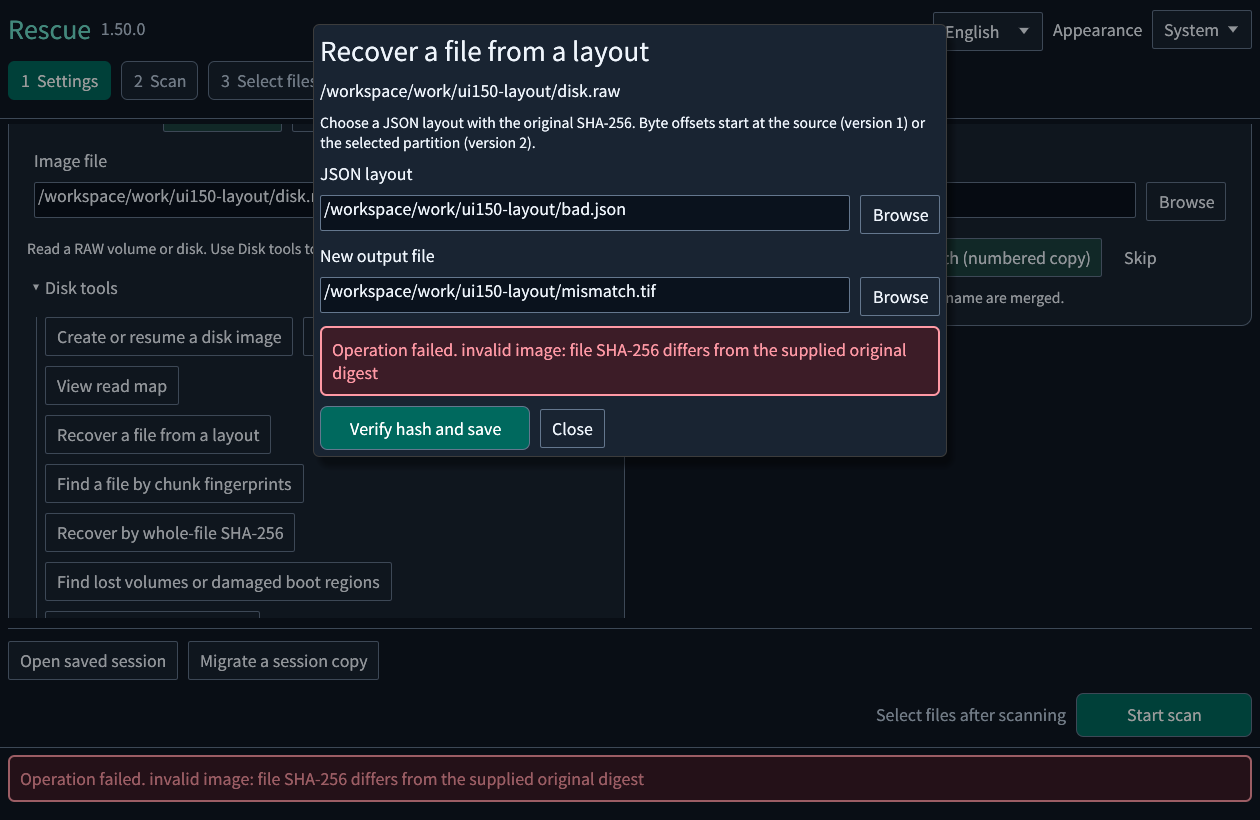 Rescue 1.50.0
English
Appearance
System
1 Settings
2 Scan
3 Select files
Recover a file from a layout
/workspace/work/ui150-layout/disk.raw
Choose a JSON layout with the original SHA-256. Byte offsets start at the source (version 1) or
the selected partition (version 2).
JSON layout
/workspace/work/ui150-layout/bad.json
Browse
New output file
/workspace/work/ui150-layout/mismatch.tif
Browse
Operation failed. invalid image: file SHA-256 differs from the supplied original
digest
Verify hash and save
Close
Image file
/workspace/work/ui150-layout/disk.
Browse
Read a RAW volume or disk. Use Disk tools
(numbered copy)
Skip
name are merged.
Disk tools
Create or resume a disk image
View read map
Recover a file from a layout
Find a file by chunk fingerprints
Recover by whole-file SHA-256
Find lost volumes or damaged boot regions
Open saved session
Migrate a session copy
Select files after scanning
Start scan
Operation failed. invalid image: file SHA-256 differs from the supplied original digest